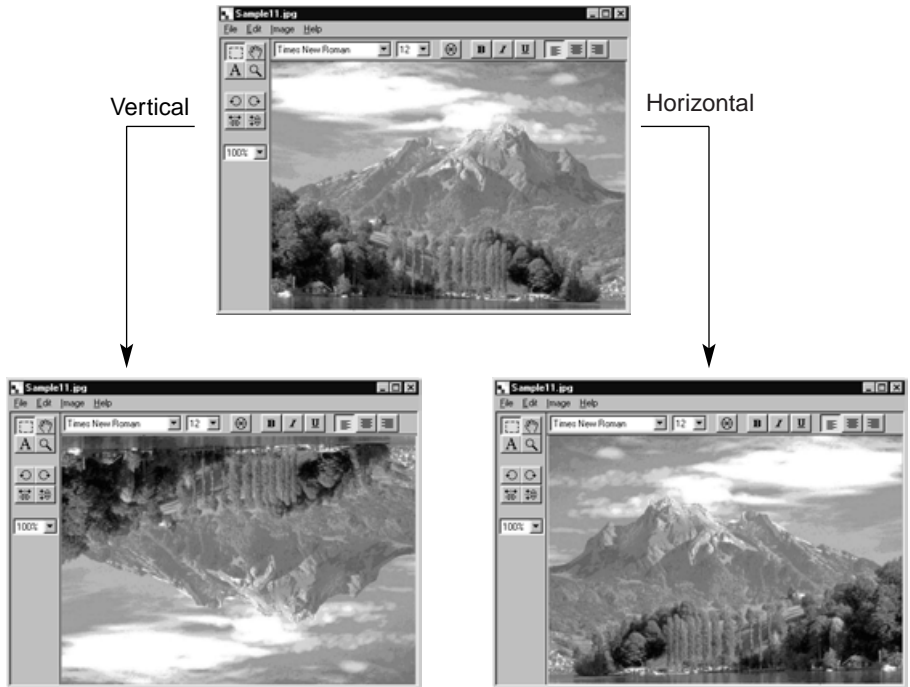 Sample11.jpg
File Edit Image Help
Times New Roman 12 B I U
A
100%
Vertical
Horizontal
Sample11.jpg
File Edit Image Help
Times New Roman 12 B I U
A
100%
Sample11.jpg
File Edit Image Help
Times New Roman 12 B I U
A
100%